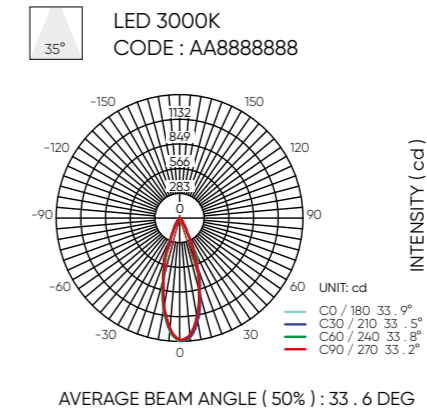 LED 3000K
35°
CODE : AA8888888
-150
150
1132
-120
849
120
566
283
-90
0
90
INTENSITY ( cd )
-60
60
UNIT: cd
C0 / 180 33 . 9°
C30 / 210 33 . 5°
-30
30
C60 / 240 33 . 8°
C90 / 270 33 . 2°
0
AVERAGE BEAM ANGLE ( 50% ) : 33 . 6 DEG